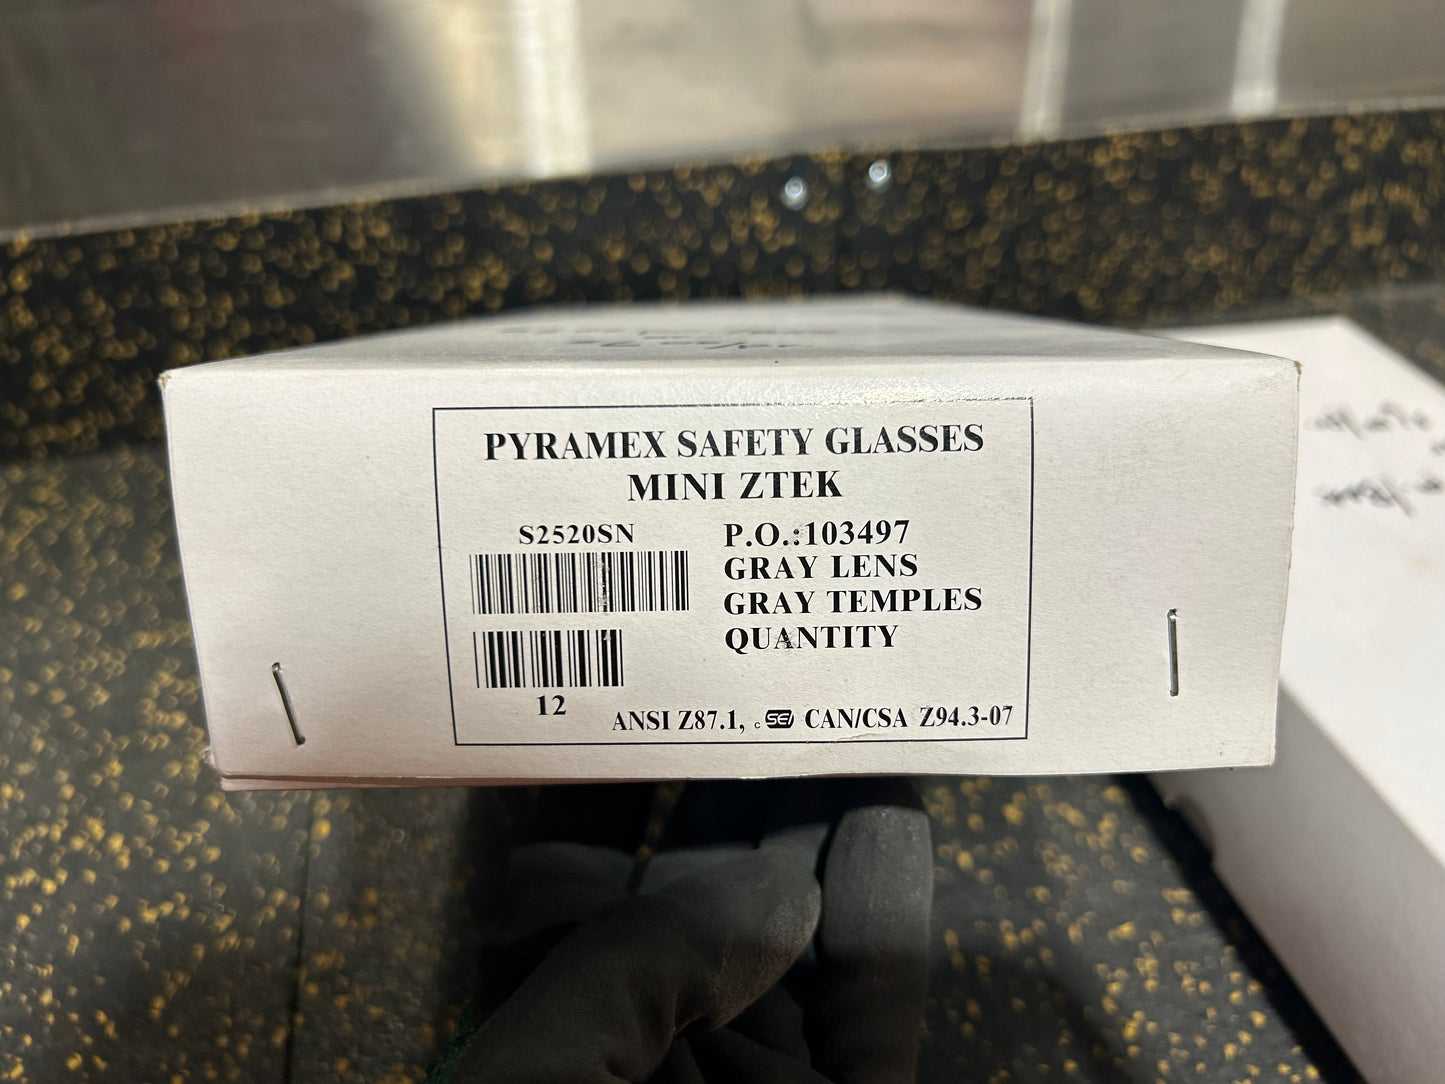 PYRAMEX SAFETY GLASSES
MINI ZTEK
S2520SN
P.O.:103497
GRAY LENS
GRAY TEMPLES
QUANTITY
12
ANSI Z87.1, c SEI CAN/CSA Z94.3-07